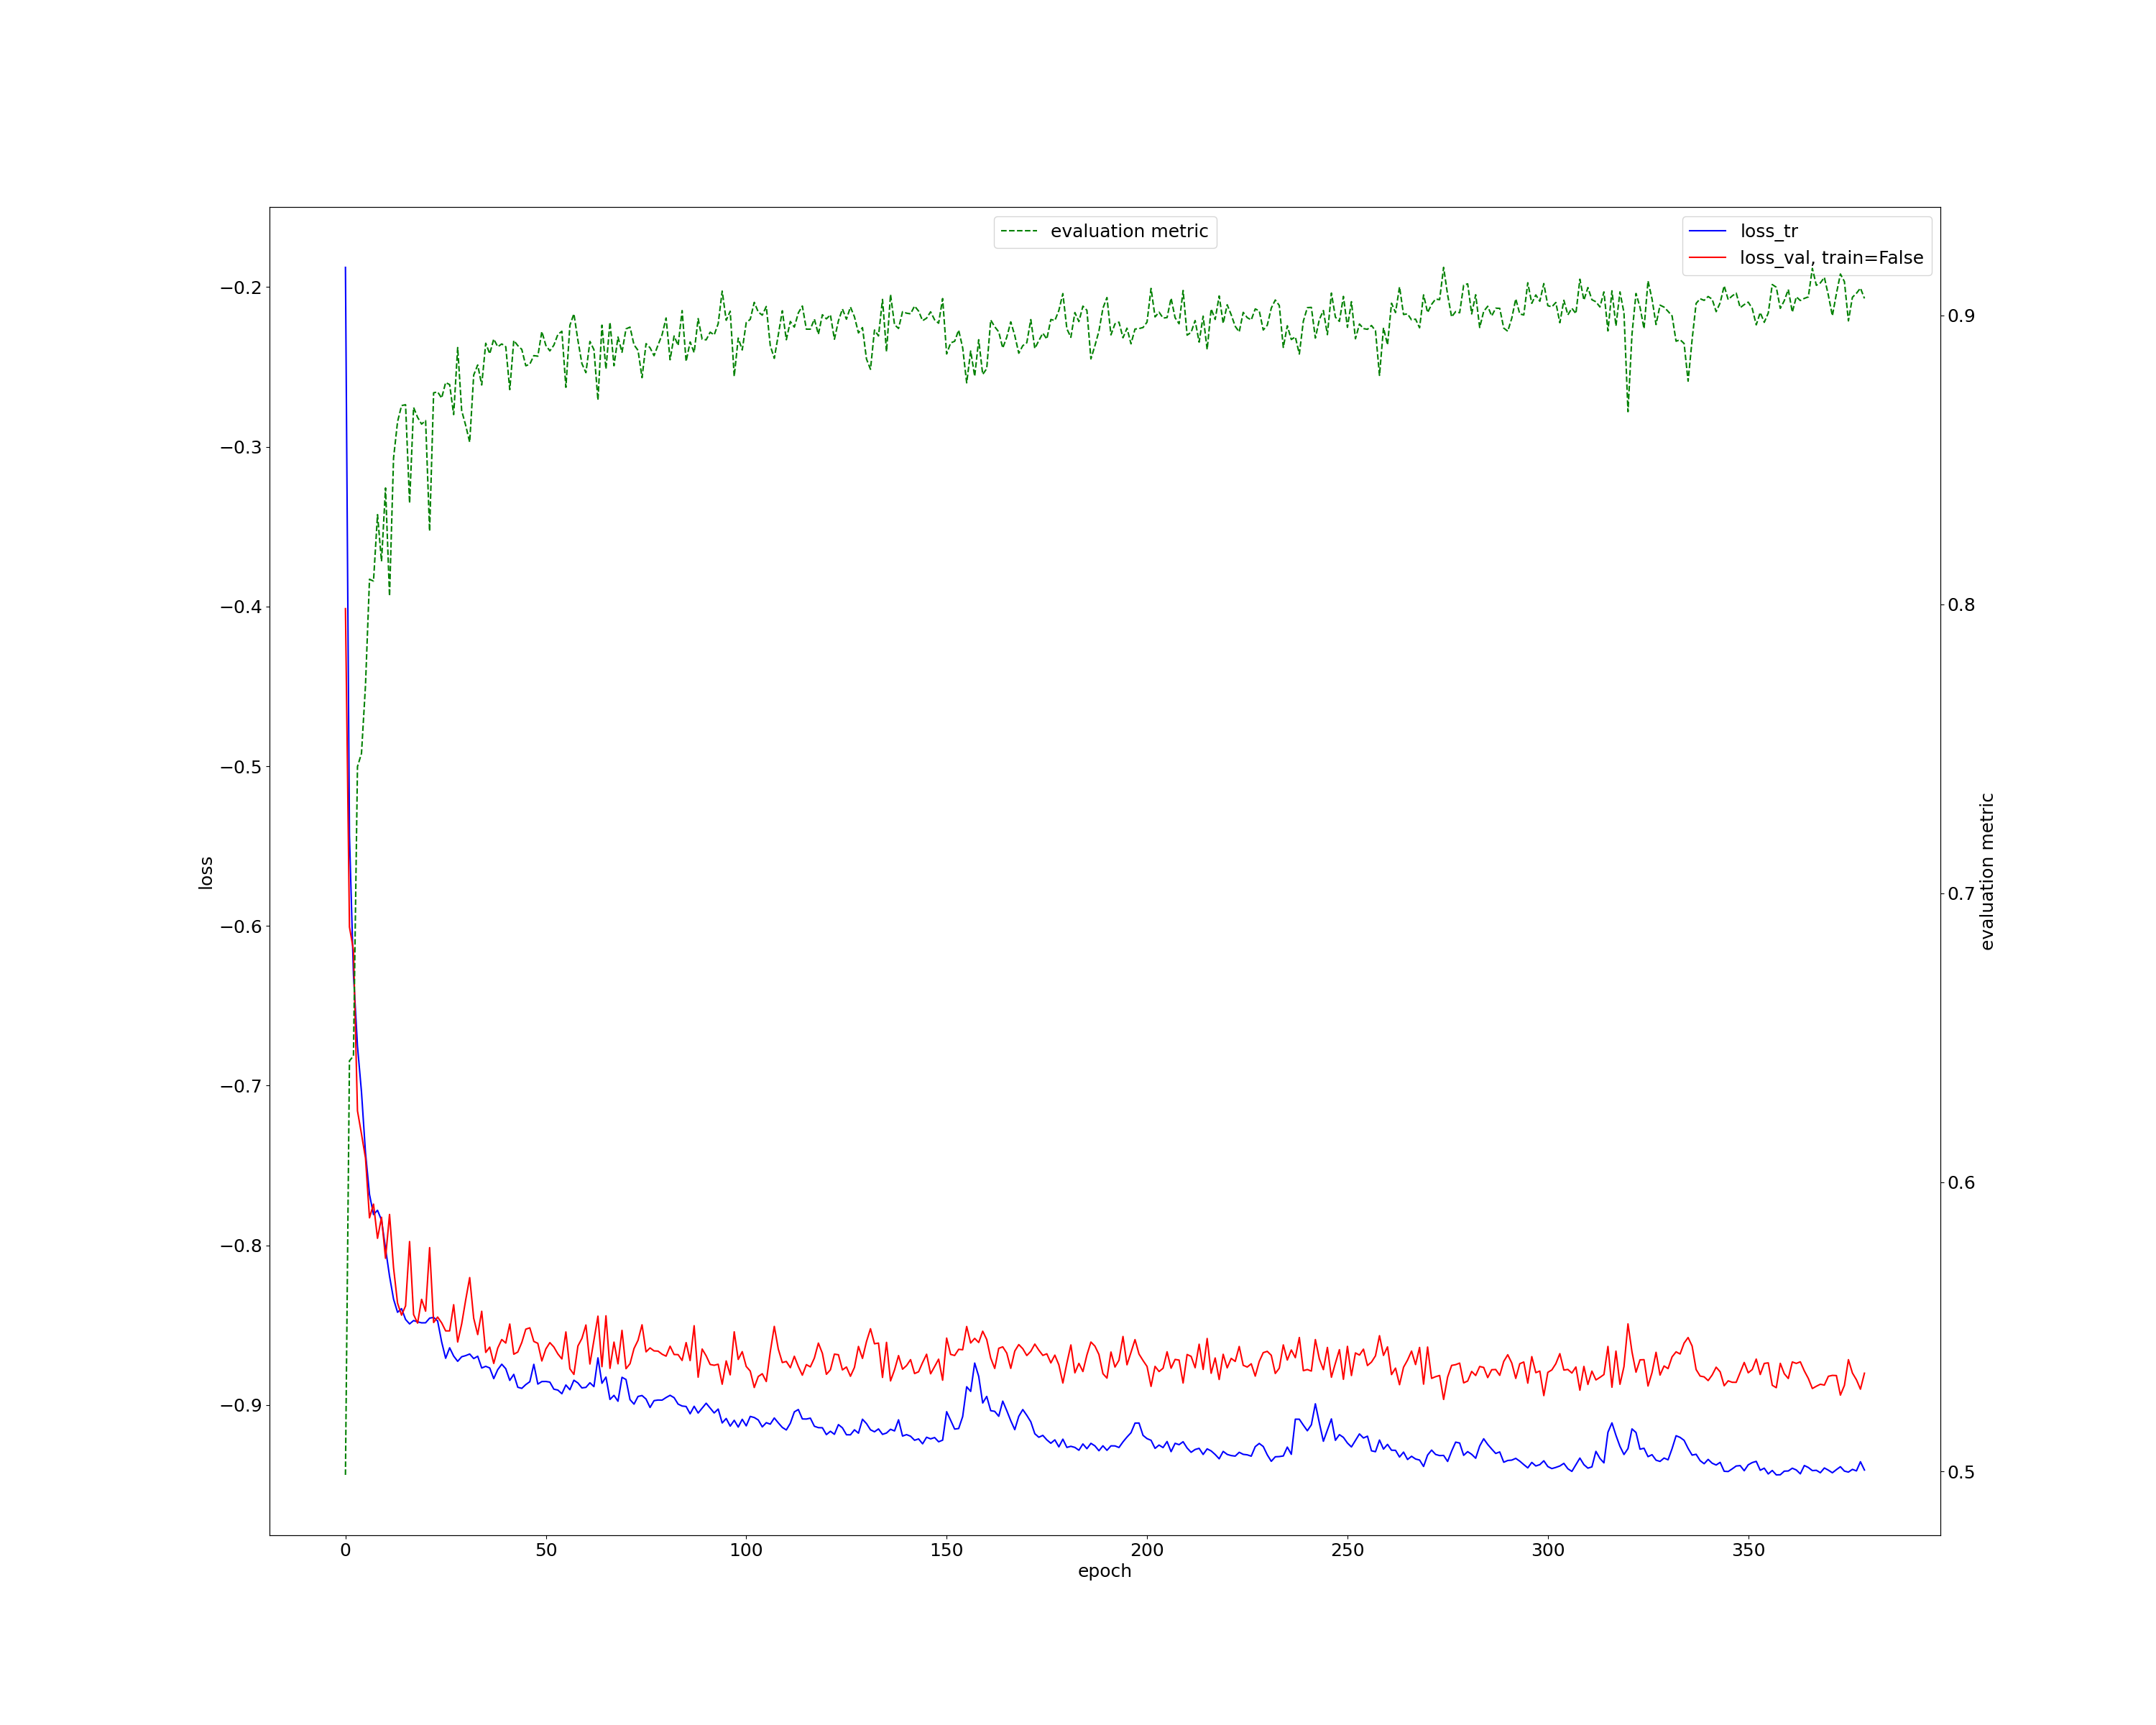 evaluation metric
loss_tr
loss_val, train=False
−0.2
−0.3
−0.4
−0.5
−0.6
−0.7
−0.8
−0.9
loss
0.9
0.8
0.7
0.6
0.5
evaluation metric
0 50 100 150 200 250 300 350
epoch